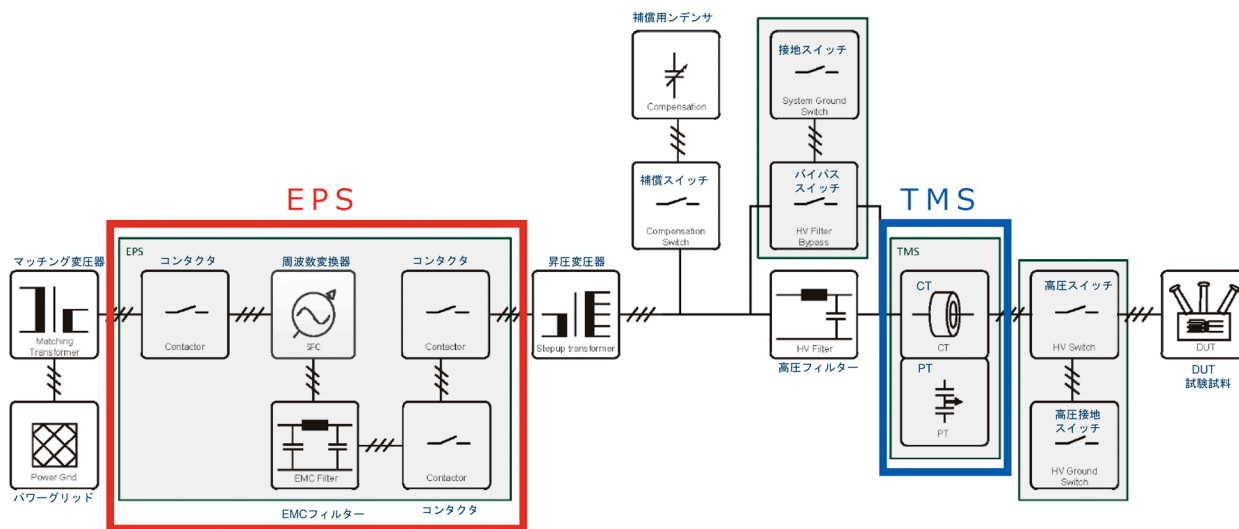 補償用ンデンサ
Compensation
接地スイッチ
System Ground
Switch
補償スイッチ
Compensation
Switch
バイパス
スイッチ
HV Filter
Bypass
EPS
TMS
マッチング変圧器
Matching
Transformer
Power Grid
パワーグリッド
EPS
コンタクタ
Contactor
周波数変換器
SFC
コンタクタ
Contactor
EMC Filter
EMCフィルター
Contactor
コンタクタ
昇圧変圧器
Stepup transformer
HV Filter
高圧フィルター
TMS
CT
CT
PT
PT
高圧スイッチ
HV Switch
高圧接地
スイッチ
HV Ground
Switch
DUT
DUT
試験試料